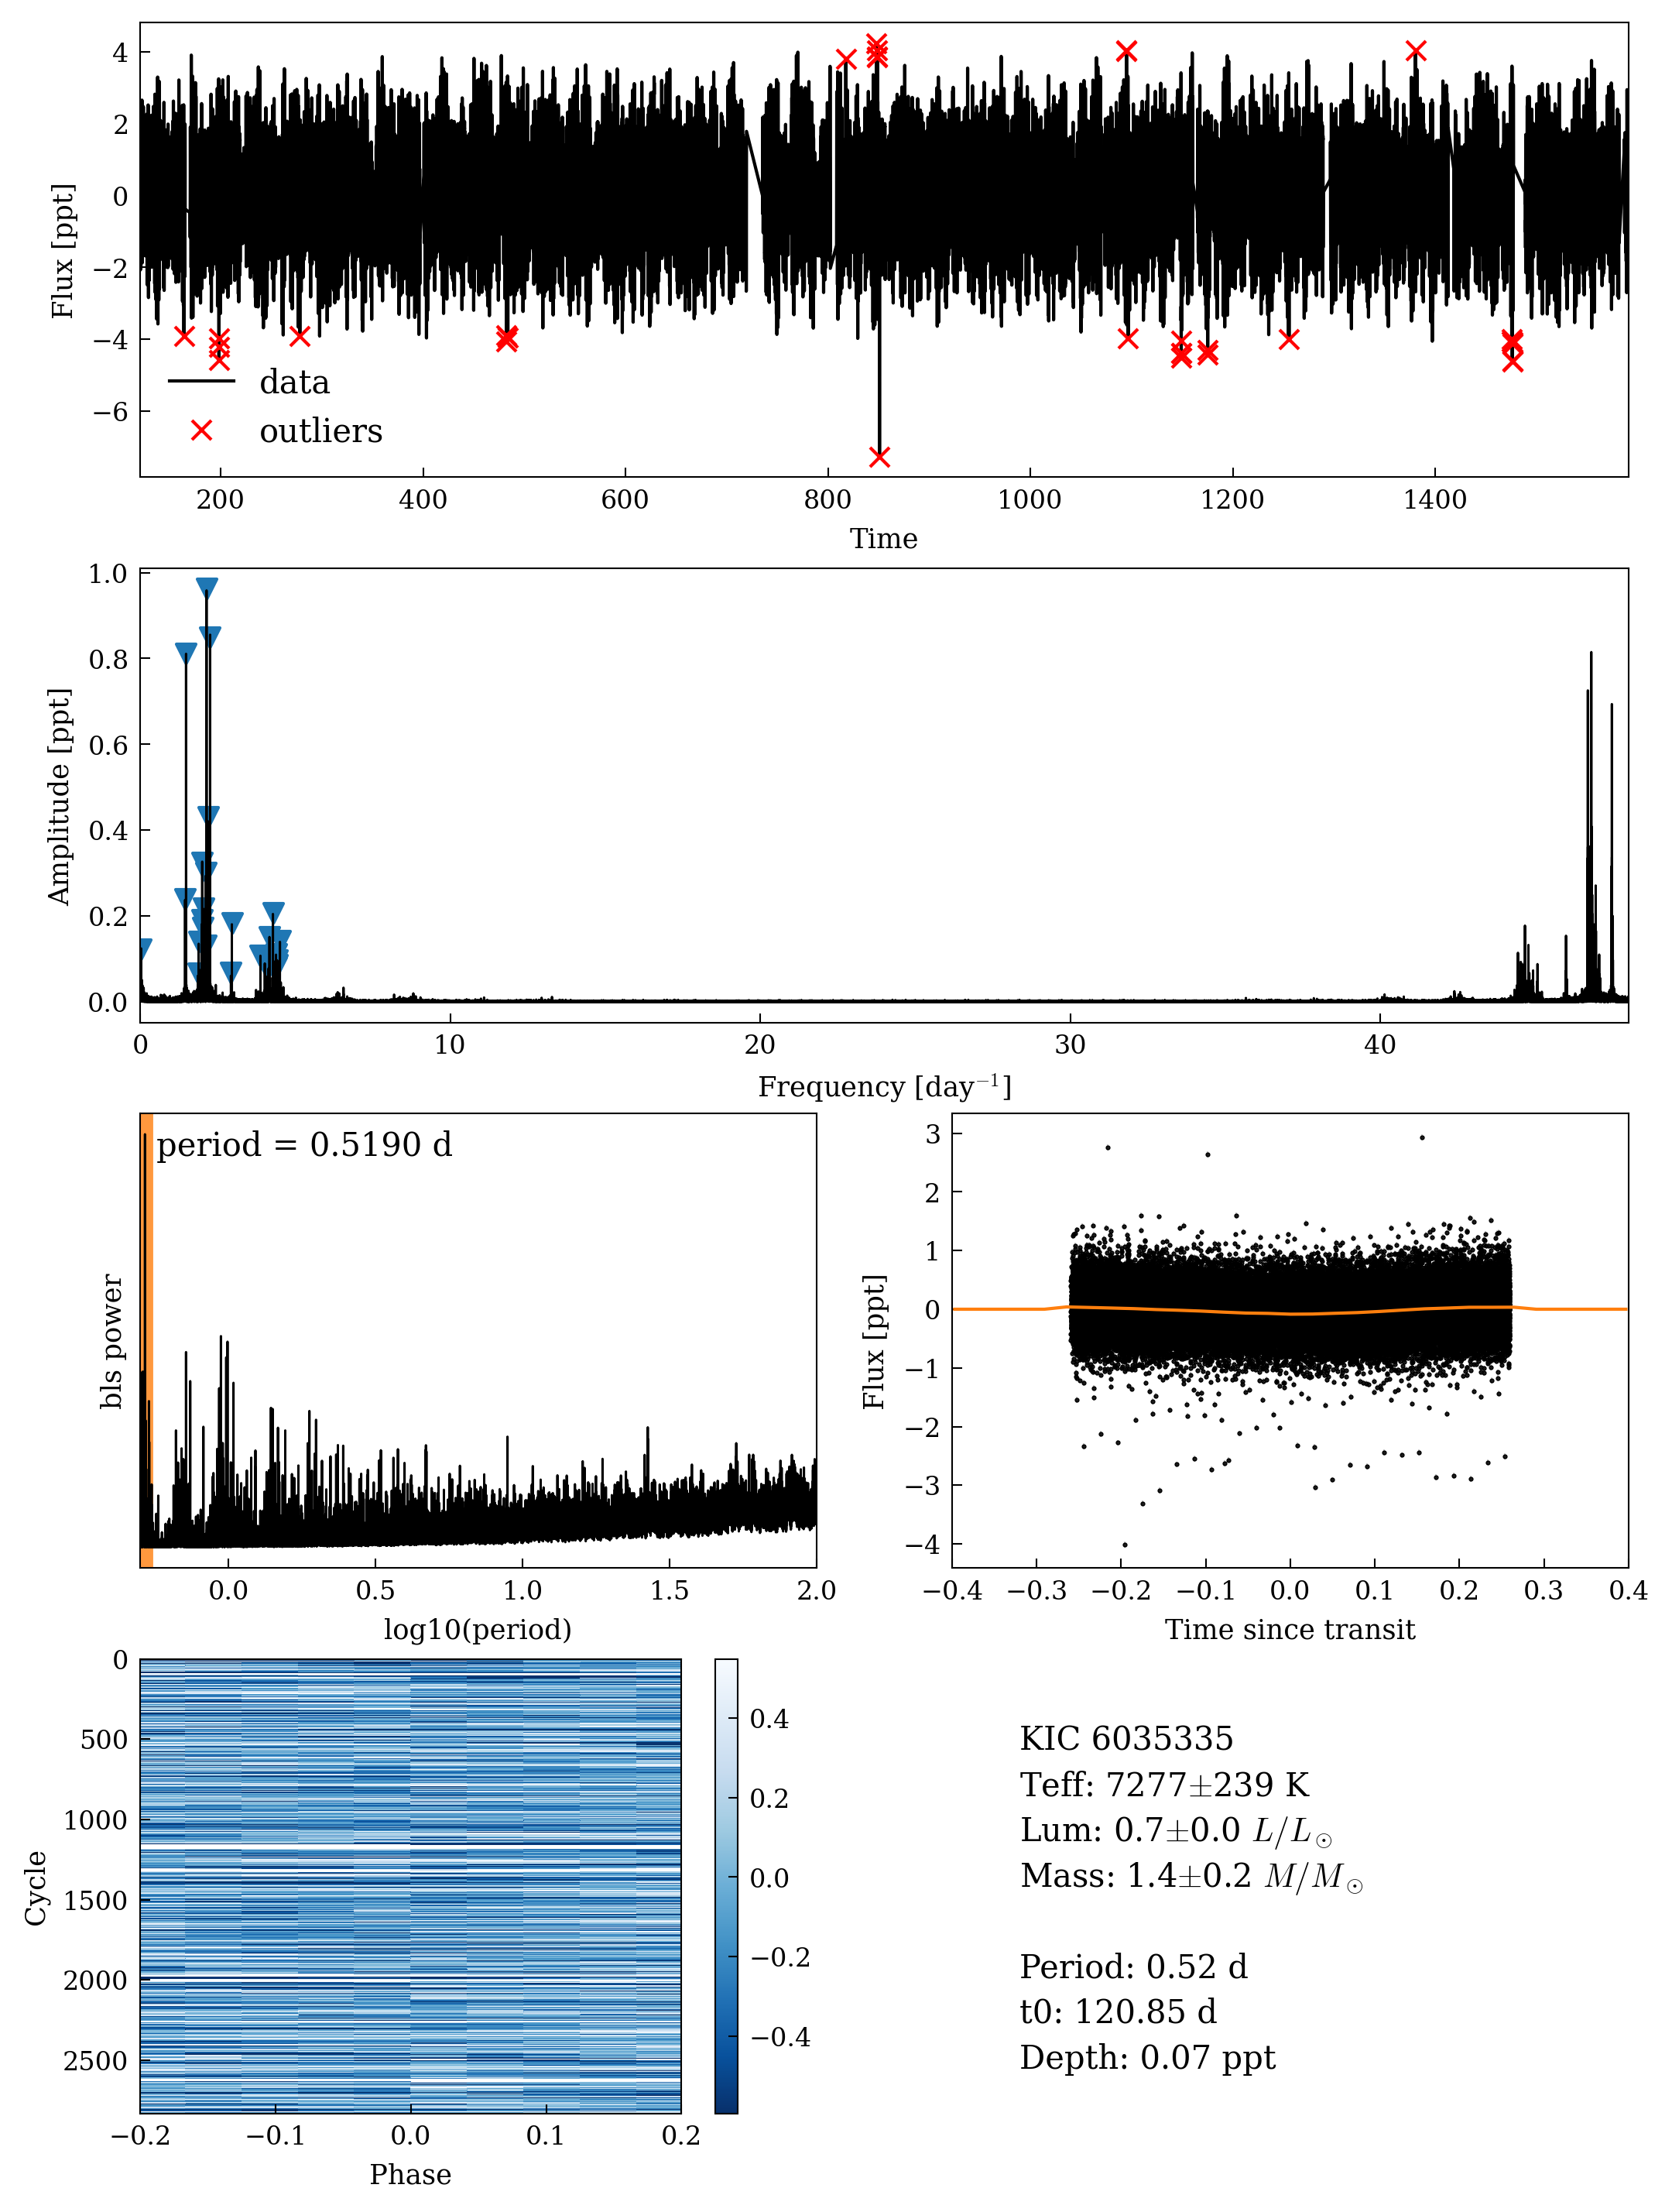 4
2
0
−2
−4
−6
Flux [ppt]
data
outliers
200 400 600 800 1000 1200 1400
Time
1.0
0.8
0.6
0.4
0.2
0.0
Amplitude [ppt]
0 10 20 30 40
Frequency [day⁻¹]
period = 0.5190 d
bls power
0.0 0.5 1.0 1.5 2.0
log10(period)
3
2
1
0
−1
−2
−3
−4
Flux [ppt]
−0.4 −0.3 −0.2 −0.1 0.0 0.1 0.2 0.3 0.4
Time since transit
0
500
1000
1500
2000
2500
Cycle
−0.2 −0.1 0.0 0.1 0.2
Phase
0.4
0.2
0.0
−0.2
−0.4
KIC 6035335
Teff: 7277±239 K
Lum: 0.7±0.0 L/L⊙
Mass: 1.4±0.2 M/M⊙
Period: 0.52 d
t0: 120.85 d
Depth: 0.07 ppt